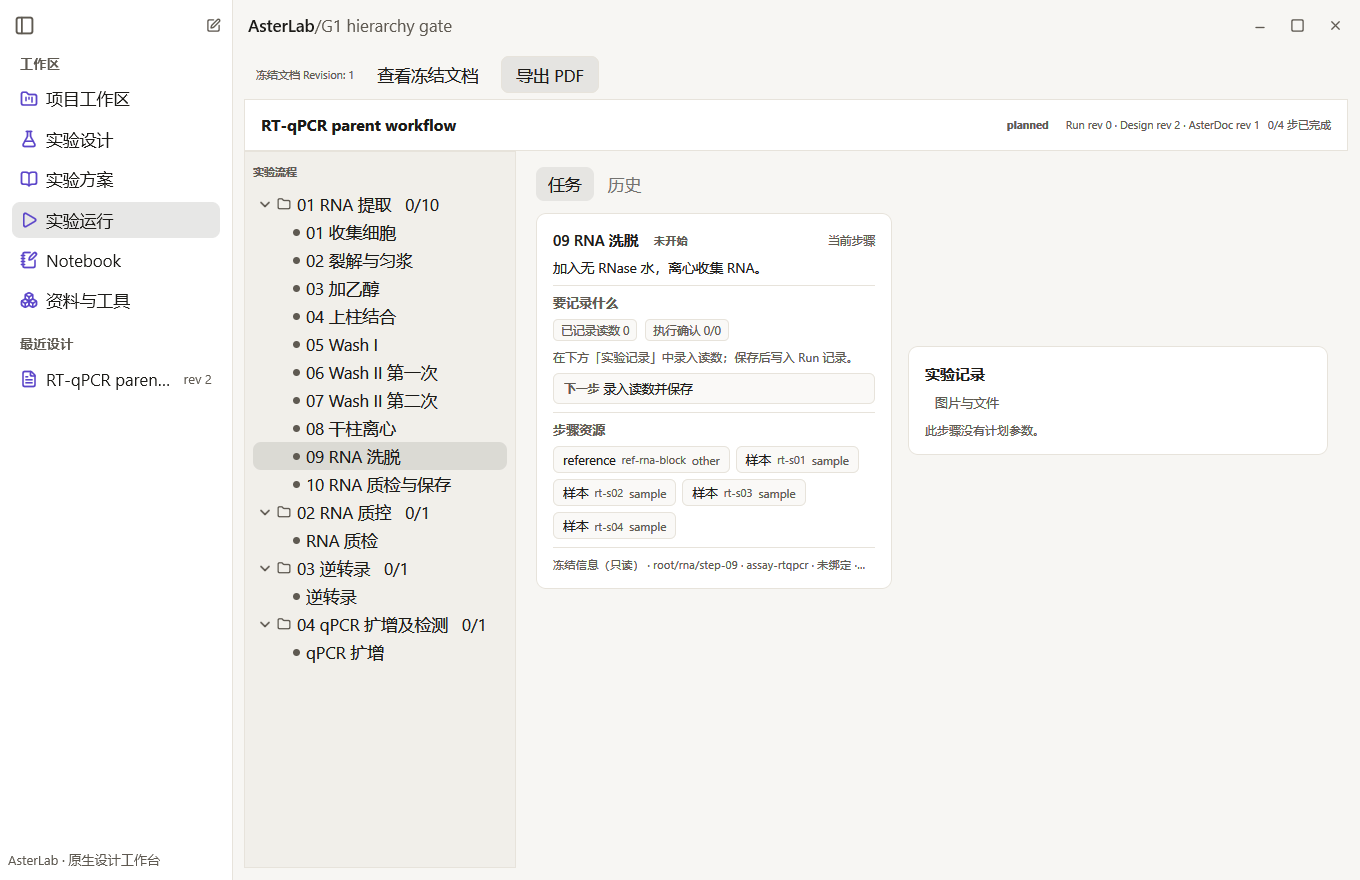 AsterLab/G1 hierarchy gate
工作区
项目工作区
实验设计
实验方案
实验运行
Notebook
资料与工具
最近设计
RT-qPCR paren... rev 2
AsterLab · 原生设计工作台
冻结文档 Revision: 1 查看冻结文档 导出 PDF
RT-qPCR parent workflow planned Run rev 0 · Design rev 2 · AsterDoc rev 1 0/4 步已完成
实验流程
01 RNA 提取 0/10
01 收集细胞
02 裂解与匀浆
03 加乙醇
04 上柱结合
05 Wash I
06 Wash II 第一次
07 Wash II 第二次
08 干柱离心
09 RNA 洗脱
10 RNA 质检与保存
02 RNA 质控 0/1
RNA 质检
03 逆转录 0/1
逆转录
04 qPCR 扩增及检测 0/1
qPCR 扩增
任务 历史
09 RNA 洗脱 未开始 当前步骤
加入无 RNase 水，离心收集 RNA。
要记录什么
已记录读数 0 执行确认 0/0
在下方「实验记录」中录入读数；保存后写入 Run 记录。
下一步 录入读数并保存
步骤资源
reference ref-rna-block other 样本 rt-s01 sample
样本 rt-s02 sample 样本 rt-s03 sample
样本 rt-s04 sample
冻结信息（只读） · root/rna/step-09 · assay-rtqpcr · 未绑定 ·...
实验记录
图片与文件
此步骤没有计划参数。